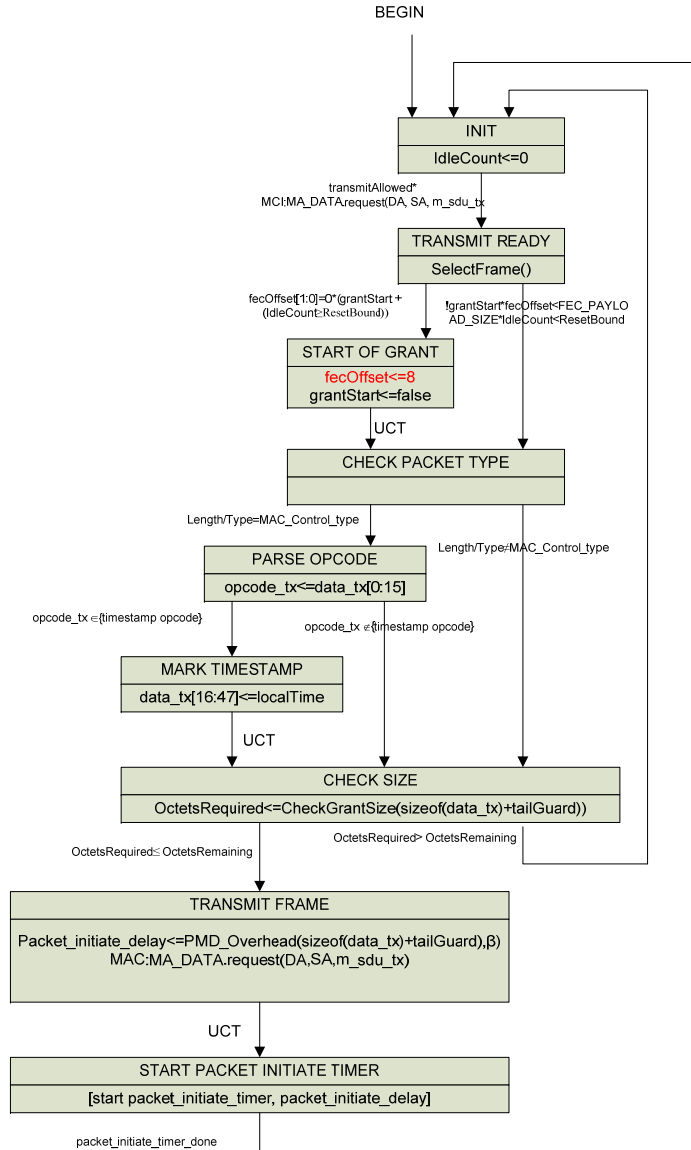 BEGIN
INIT
IdleCount<=0
transmitAllowed*
MCI:MA_DATA.request(DA, SA, m_sdu_tx
TRANSMIT READY
SelectFrame()
fecOffset[1:0]=0*(grantStart +
(IdleCount≥ResetBound))
!grantStart*fecOffset<FEC_PAYLO
AD_SIZE*IdleCount<ResetBound
START OF GRANT
fecOffset<=8
grantStart<=false
UCT
CHECK PACKET TYPE
Length/Type=MAC_Control_type
Length/Type≠MAC_Control_type
PARSE OPCODE
opcode_tx<=data_tx[0:15]
opcode_tx ∈{timestamp opcode}
opcode_tx ∉{timestamp opcode}
MARK TIMESTAMP
data_tx[16:47]<=localTime
UCT
CHECK SIZE
OctetsRequired<=CheckGrantSize(sizeof(data_tx)+tailGuard))
OctetsRequired≤ OctetsRemaining
OctetsRequired> OctetsRemaining
TRANSMIT FRAME
Packet_initiate_delay<=PMD_Overhead(sizeof(data_tx)+tailGuard),β)
MAC:MA_DATA.request(DA,SA,m_sdu_tx)
UCT
START PACKET INITIATE TIMER
[start packet_initiate_timer, packet_initiate_delay]
packet_initiate_timer_done